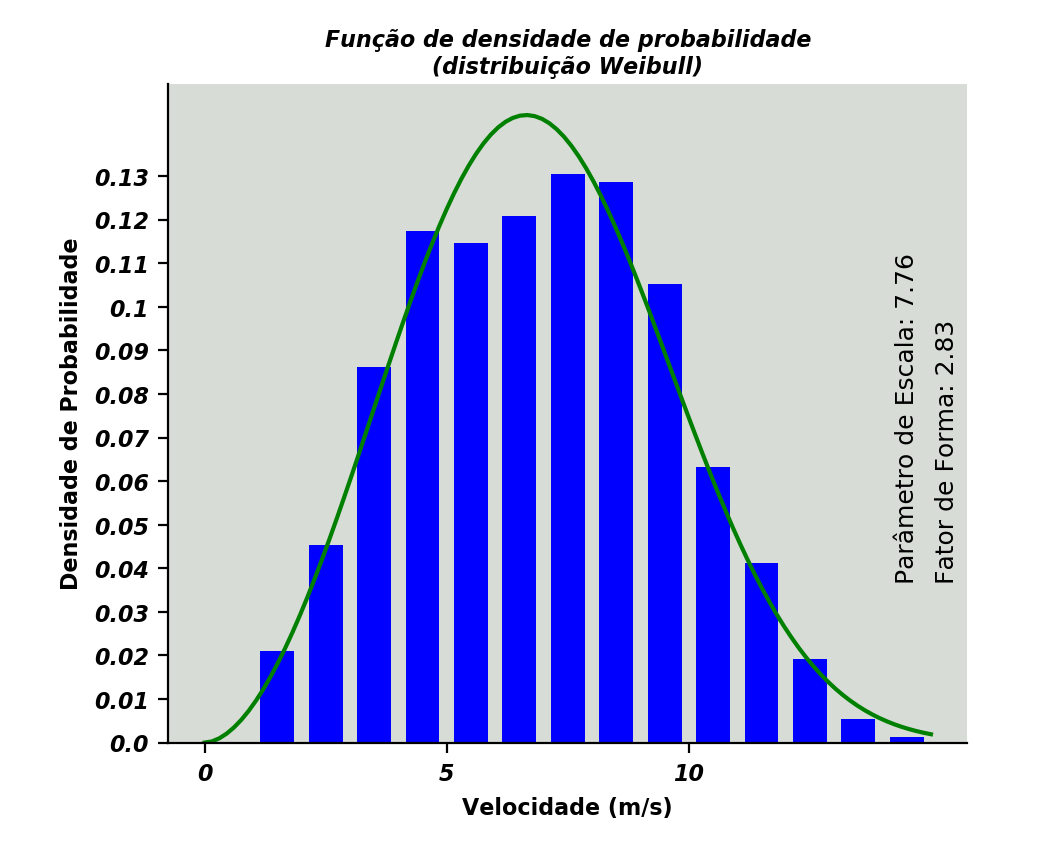 Função de densidade de probabilidade
(distribuição Weibull)
Densidade de Probabilidade
0.13
0.12
0.11
0.1
0.09
0.08
0.07
0.06
0.05
0.04
0.03
0.02
0.01
0.0
Parâmetro de Escala: 7.76
Fator de Forma: 2.83
0 5 10
Velocidade (m/s)